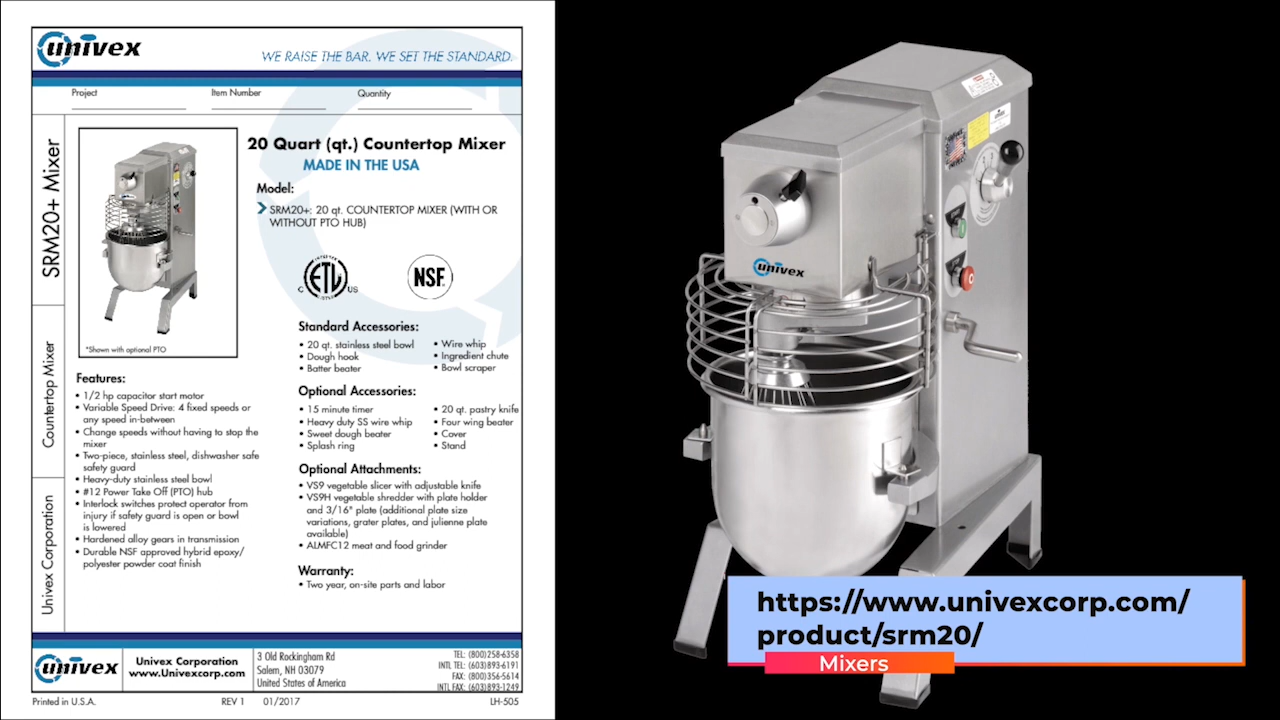 univex
WE RAISE THE BAR. WE SET THE STANDARD.
Project
Item Number
Quantity
SRM20+ Mixer
Countertop Mixer
Univex Corporation
*Shown with optional PTO
20 Quart (qt.) Countertop Mixer
MADE IN THE USA
Model:
SRM20+: 20 qt. COUNTERTOP MIXER (WITH OR
WITHOUT PTO HUB)
C ETL US
NSF
Features:
• 1/2 hp capacitor start motor
• Variable Speed Drive: 4 fixed speeds or
any speed in-between
• Change speeds without having to stop the
mixer
• Two-piece, stainless steel, dishwasher safe
safety guard
• Heavy-duty stainless steel bowl
• #12 Power Take Off (PTO) hub
• Interlock switches protect operator from
injury if safety guard is open or bowl
is lowered
• Hardened alloy gears in transmission
• Durable NSF approved hybrid epoxy/
polyester powder coat finish
Standard Accessories:
• 20 qt. stainless steel bowl
• Dough hook
• Batter beater
• Wire whip
• Ingredient chute
• Bowl scraper
Optional Accessories:
• 15 minute timer
• Heavy duty SS wire whip
• Sweet dough beater
• Splash ring
• 20 qt. pastry knife
• Four wing beater
• Cover
• Stand
Optional Attachments:
• VS9 vegetable slicer with adjustable knife
• VS9H vegetable shredder with plate holder
and 3/16" plate (additional plate size
variations, grater plates, and julienne plate
available)
• ALMFC12 meat and food grinder
Warranty:
• Two year, on-site parts and labor
univex
Univex Corporation
www.Univexcorp.com
3 Old Rockingham Rd
Salem, NH 03079
United States of America
TEL: (800)258-6358
INTL TEL: (603)893-6191
FAX: (800)356-5614
INTL FAX: (603)893-1249
Printed in U.S.A.
REV 1
01/2017
LH-505
univex
https://www.univexcorp.com/
product/srm20/
Mixers